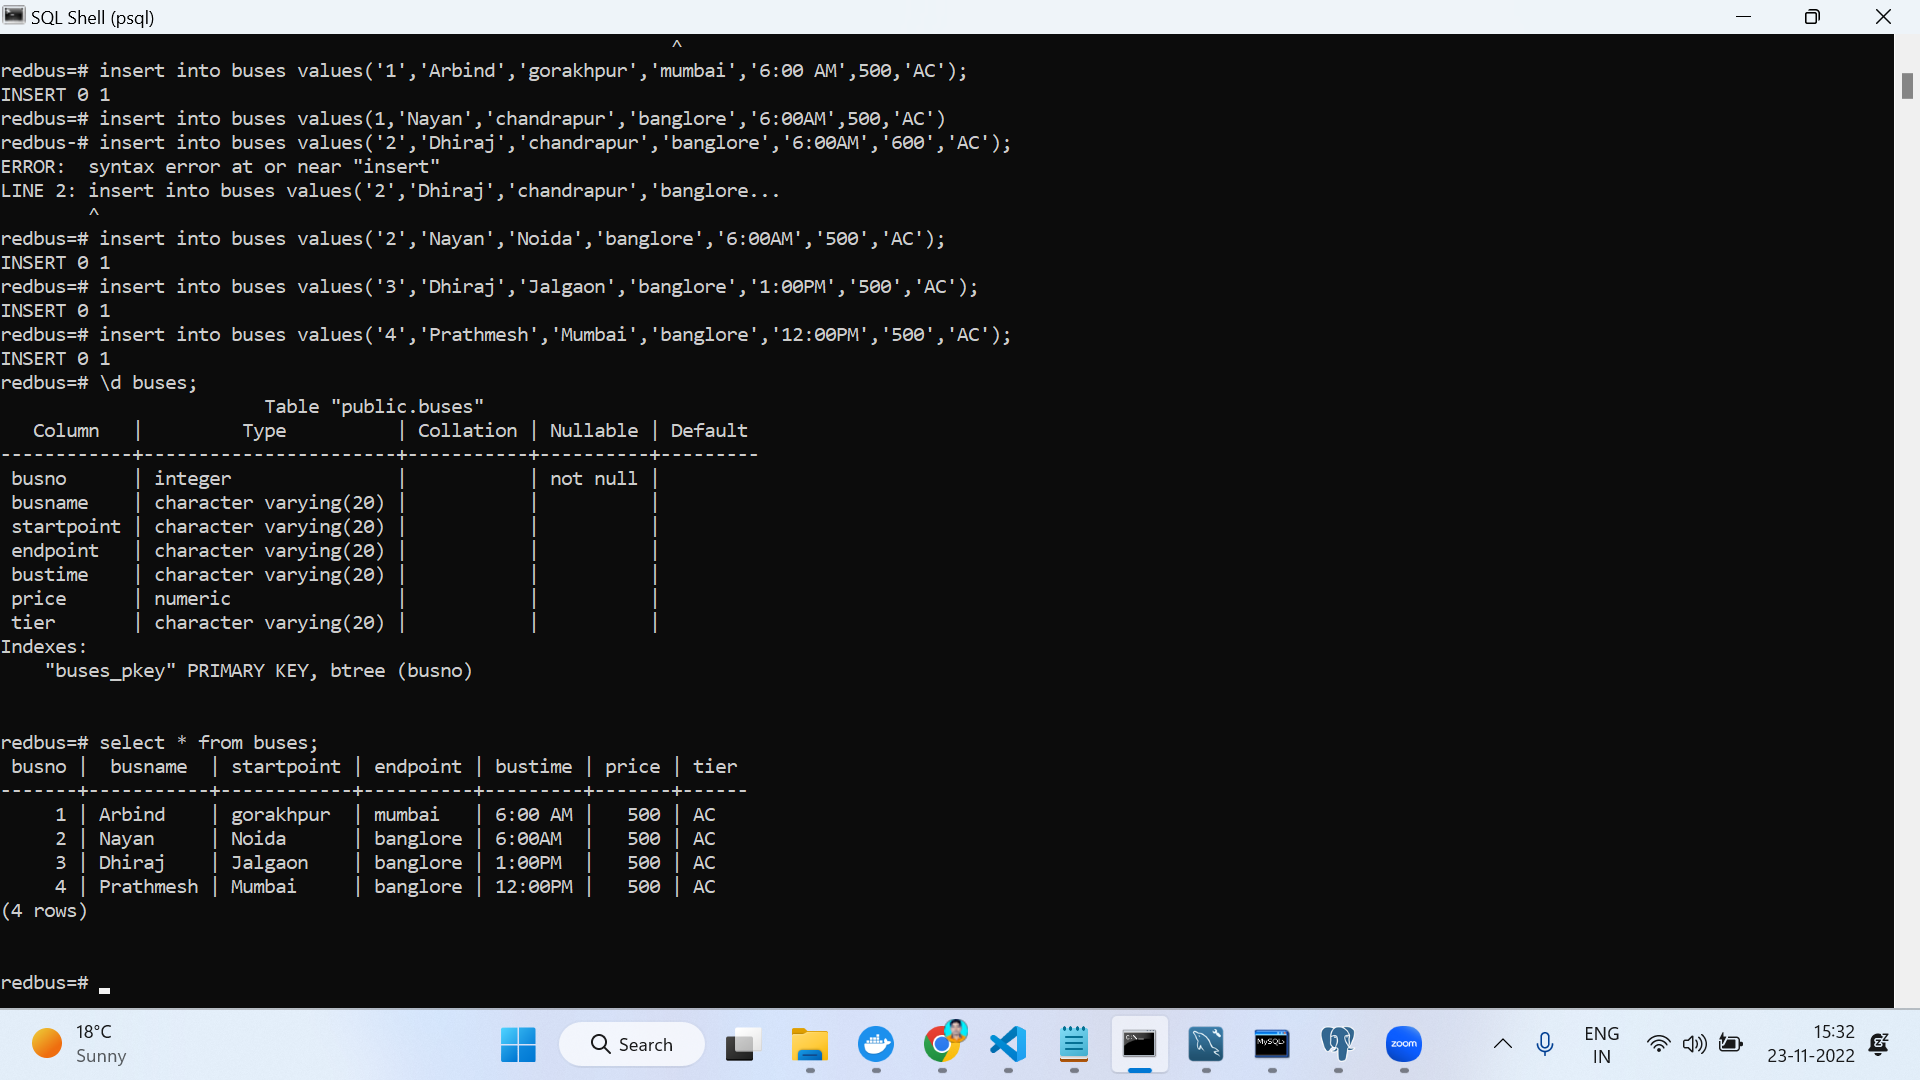 SQL Shell (psql)
^
redbus=# insert into buses values('1','Arbind','gorakhpur','mumbai','6:00 AM',500,'AC');
INSERT 0 1
redbus=# insert into buses values(1,'Nayan','chandrapur','banglore','6:00AM',500,'AC')
redbus-# insert into buses values('2','Dhiraj','chandrapur','banglore','6:00AM','600','AC');
ERROR:  syntax error at or near "insert"
LINE 2: insert into buses values('2','Dhiraj','chandrapur','banglore...
        ^
redbus=# insert into buses values('2','Nayan','Noida','banglore','6:00AM','500','AC');
INSERT 0 1
redbus=# insert into buses values('3','Dhiraj','Jalgaon','banglore','1:00PM','500','AC');
INSERT 0 1
redbus=# insert into buses values('4','Prathmesh','Mumbai','banglore','12:00PM','500','AC');
INSERT 0 1
redbus=# \d buses;
                        Table "public.buses"
   Column   |         Type          | Collation | Nullable | Default
------------+-----------------------+-----------+----------+---------
 busno      | integer               |           | not null |
 busname    | character varying(20) |           |          |
 startpoint | character varying(20) |           |          |
 endpoint   | character varying(20) |           |          |
 bustime    | character varying(20) |           |          |
 price      | numeric               |           |          |
 tier       | character varying(20) |           |          |
Indexes:
    "buses_pkey" PRIMARY KEY, btree (busno)
redbus=# select * from buses;
 busno |  busname  | startpoint | endpoint | bustime | price | tier
-------+-----------+------------+----------+---------+-------+------
     1 | Arbind    | gorakhpur  | mumbai   | 6:00 AM |   500 | AC
     2 | Nayan     | Noida      | banglore | 6:00AM  |   500 | AC
     3 | Dhiraj    | Jalgaon    | banglore | 1:00PM  |   500 | AC
     4 | Prathmesh | Mumbai     | banglore | 12:00PM |   500 | AC
(4 rows)
redbus=#
18°C
Sunny
Search
C:\_
MySQL
zoom
ENG
IN
15:32
23-11-2022